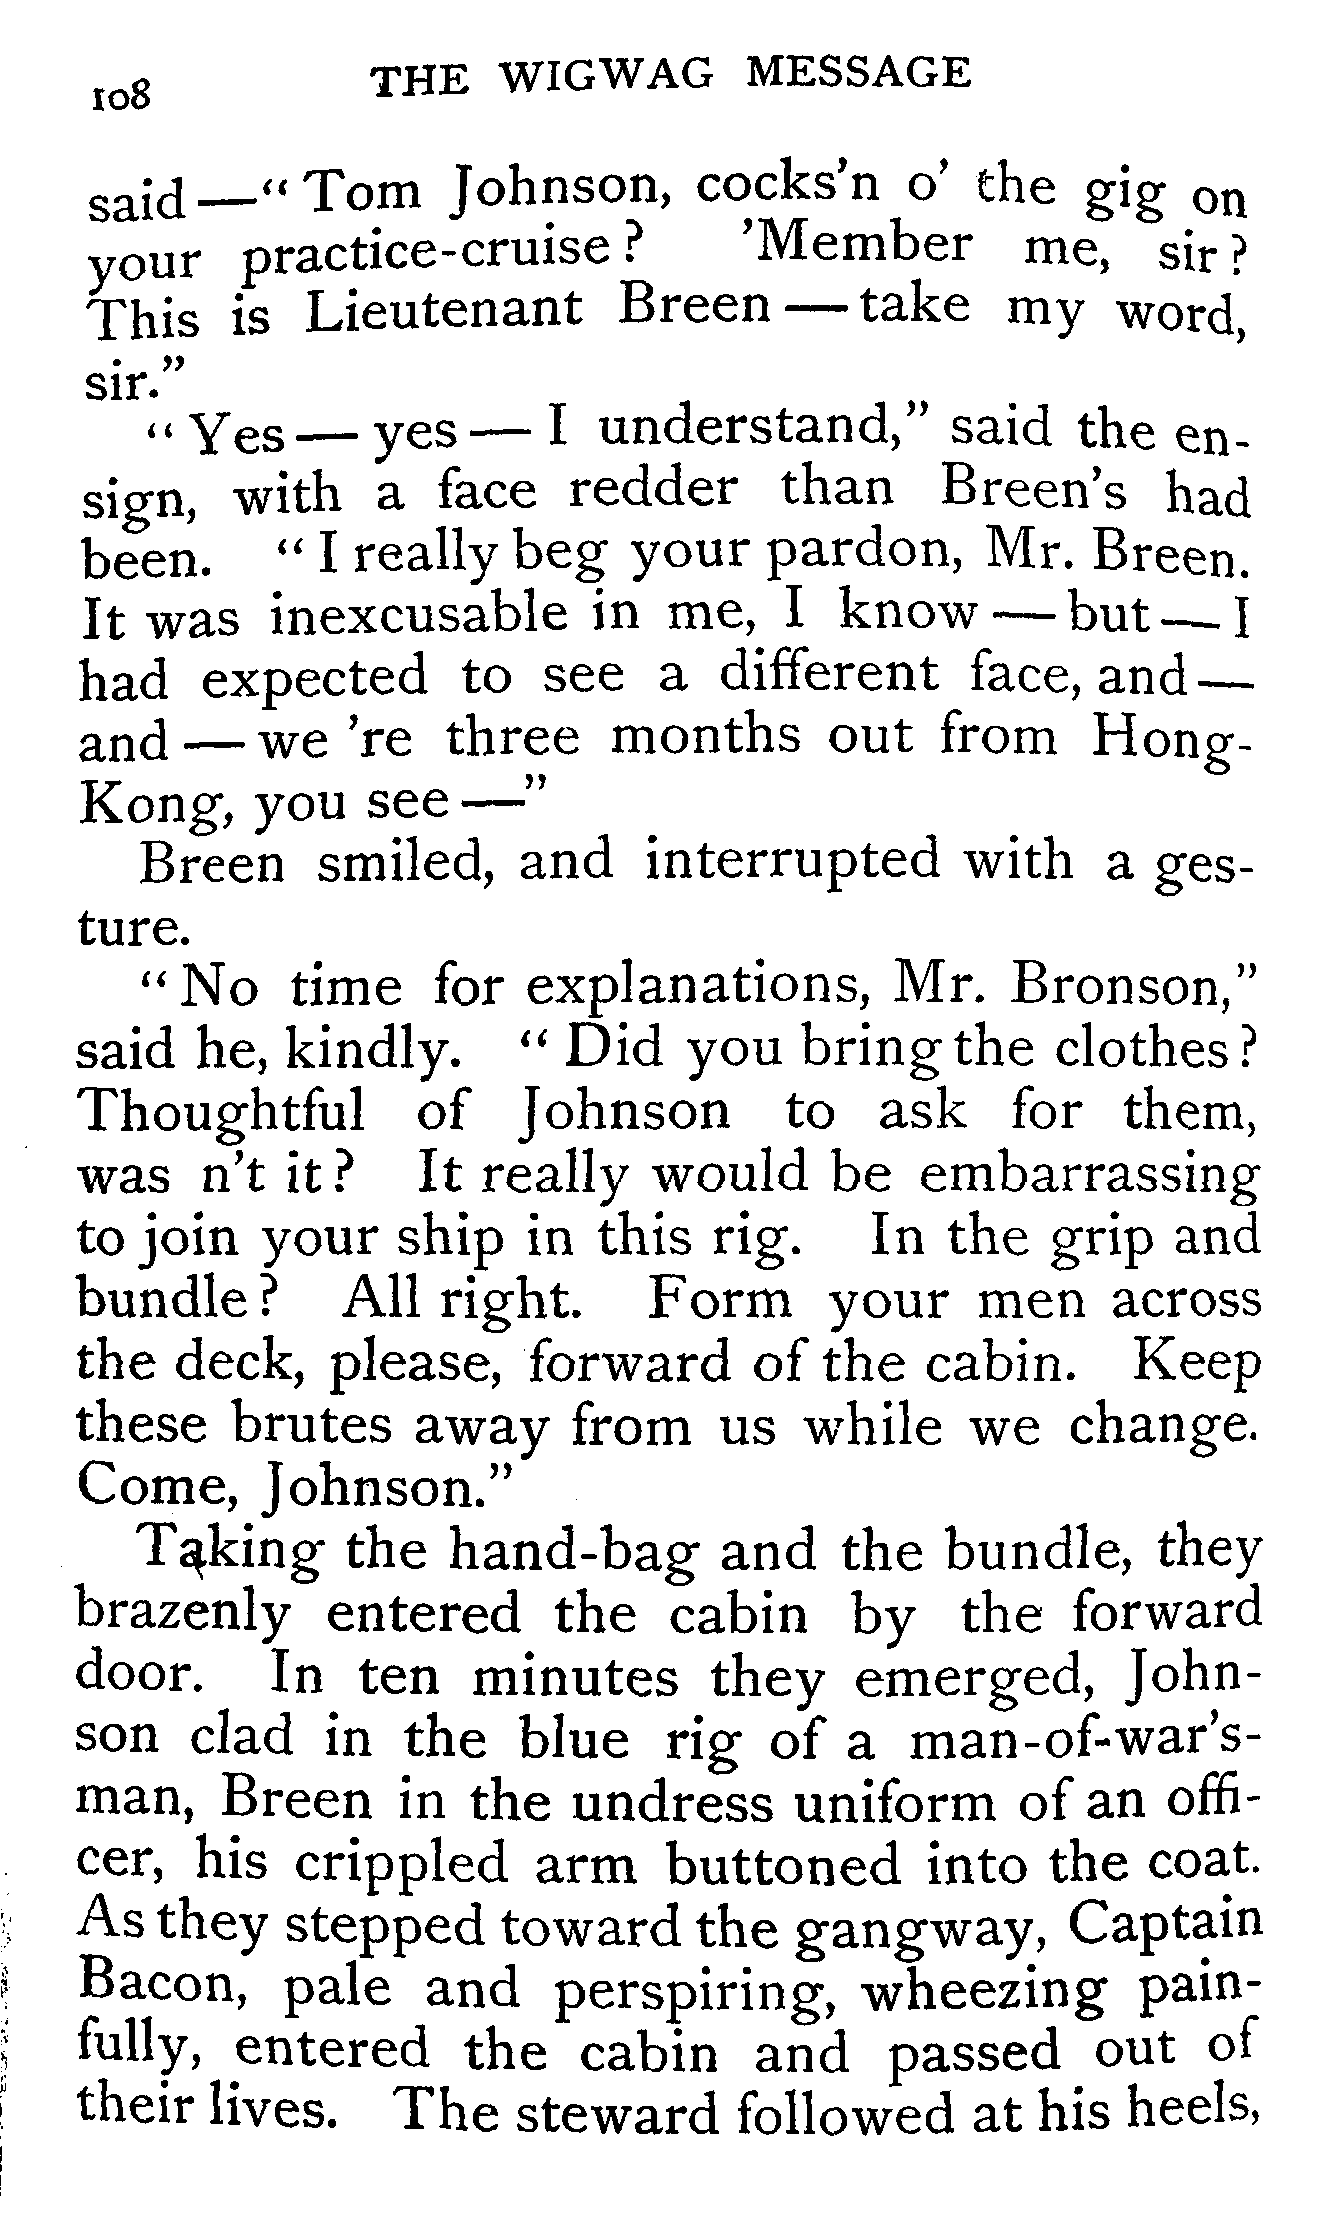 108 THE WIGWAG MESSAGE
said —“ Tom Johnson, cocks’n o’ the gig on
your practice-cruise ? ’Member me, sir ?
This is Lieutenant Breen — take my word,
sir.”
“ Yes — yes — I understand,” said the en-
sign, with a face redder than Breen’s had
been. “ I really beg your pardon, Mr. Breen.
It was inexcusable in me, I know — but — I
had expected to see a different face, and —
and — we ’re three months out from Hong-
Kong, you see —”
Breen smiled, and interrupted with a ges-
ture.
“ No time for explanations, Mr. Bronson,”
said he, kindly. “ Did you bring the clothes ?
Thoughtful of Johnson to ask for them,
was n’t it ? It really would be embarrassing
to join your ship in this rig. In the grip and
bundle ? All right. Form your men across
the deck, please, forward of the cabin. Keep
these brutes away from us while we change.
Come, Johnson.”
Taking the hand-bag and the bundle, they
brazenly entered the cabin by the forward
door. In ten minutes they emerged, John-
son clad in the blue rig of a man-of-war’s-
man, Breen in the undress uniform of an offi-
cer, his crippled arm buttoned into the coat.
As they stepped toward the gangway, Captain
Bacon, pale and perspiring, wheezing pain-
fully, entered the cabin and passed out of
their lives. The steward followed at his heels,